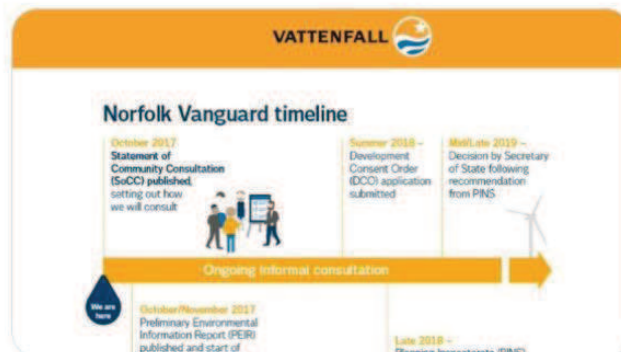 VATTENFALL
Norfolk Vanguard timeline
October 2017
Statement of
Community Consultation
(SoCC) published,
setting out how
we will consult
Summer 2018 –
Development
Consent Order
(DCO) application
submitted
Mid/Late 2019 –
Decision by Secretary
of State following
recommendation
from PINS
Ongoing informal consultation
We are
here
October/November 2017
Preliminary Environmental
Information Report (PEIR)
published and start of
Late 2018 –
Planning Inspectorate (PINS)